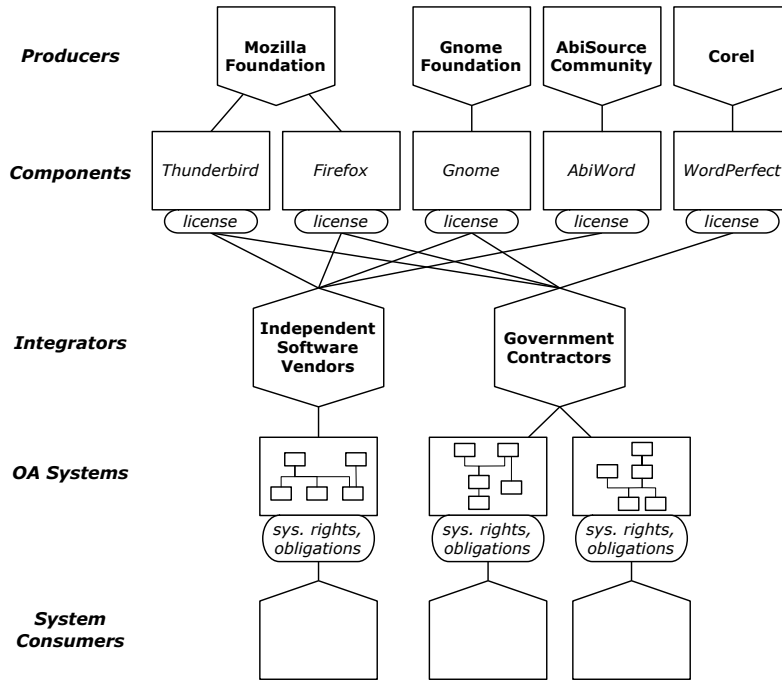 Producers
Mozilla
Foundation
Gnome
Foundation
AbiSource
Community
Corel
Components
Thunderbird
Firefox
Gnome
AbiWord
WordPerfect
license
license
license
license
license
Integrators
Independent
Software
Vendors
Government
Contractors
OA Systems
sys. rights,
obligations
sys. rights,
obligations
sys. rights,
obligations
System
Consumers